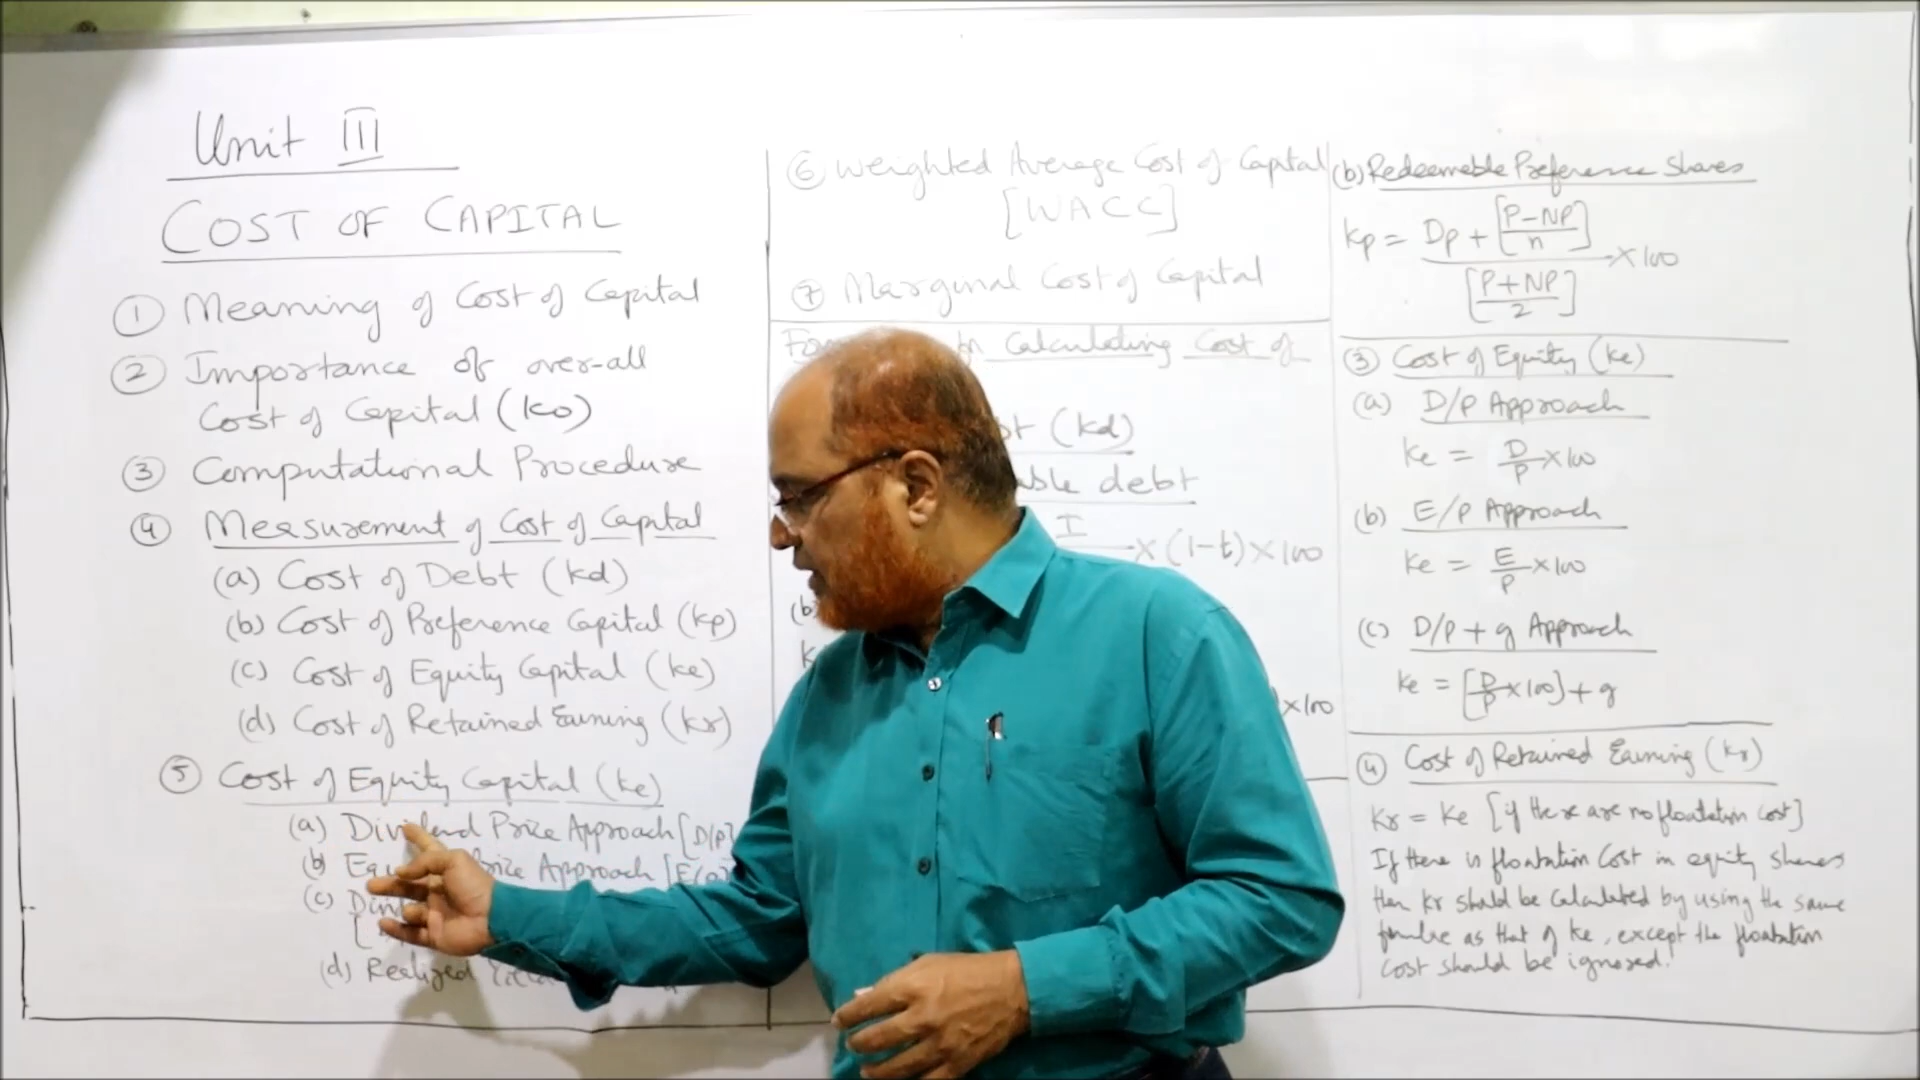 Unit III
COST OF CAPITAL
① Meaning of Cost of Capital
② Importance of over-all
Cost of Capital (ko)
③ Computational Procedure
④ Measurement of Cost of Capital
(a) Cost of Debt (kd)
(b) Cost of Preference Capital (kp)
(c) Cost of Equity Capital (ke)
(d) Cost of Retained Earning (kr)
⑤ Cost of Equity Capital (ke)
(a) Dividend Price Approach [D/P]
(b) Price Approach
(c)
(d) Realized
⑥ Weighted Average Cost of Capital
[WACC]
⑦ Marginal Cost of Capital
Calculating Cost of
(kd)
debt
I
× (1-t) × 100
(b)
×100
(b) Redeemable Preference Shares
kp = Dp + [P-NP/n] / [P+NP/2] × 100
③ Cost of Equity (ke)
(a) D/P Approach
ke = D/P × 100
(b) E/P Approach
ke = E/P × 100
(c) D/P + g Approach
ke = [D/P × 100] + g
④ Cost of Retained Earning (kr)
kr = ke [if there are no floatation cost]
If there is floatation cost in equity shares
then kr should be calculated by using the same
formulae as that of ke, except the floatation
cost should be ignored.